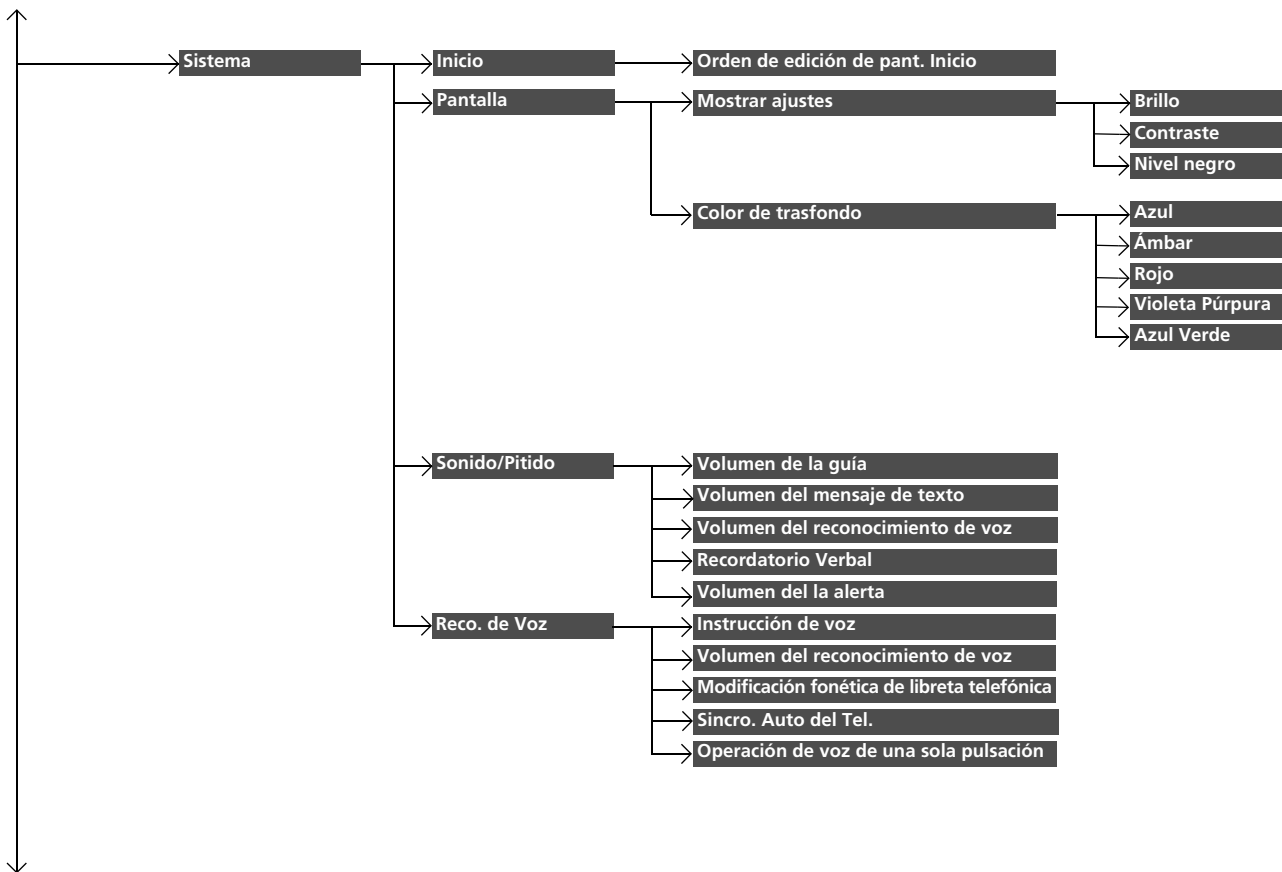 Sistema
Inicio
Orden de edición de pant. Inicio
Pantalla
Mostrar ajustes
Brillo
Contraste
Nivel negro
Color de trasfondo
Azul
Ámbar
Rojo
Violeta Púrpura
Azul Verde
Sonido/Pitido
Volumen de la guía
Volumen del mensaje de texto
Volumen del reconocimiento de voz
Recordatorio Verbal
Volumen del la alerta
Reco. de Voz
Instrucción de voz
Volumen del reconocimiento de voz
Modificación fonética de libreta telefónica
Sincro. Auto del Tel.
Operación de voz de una sola pulsación